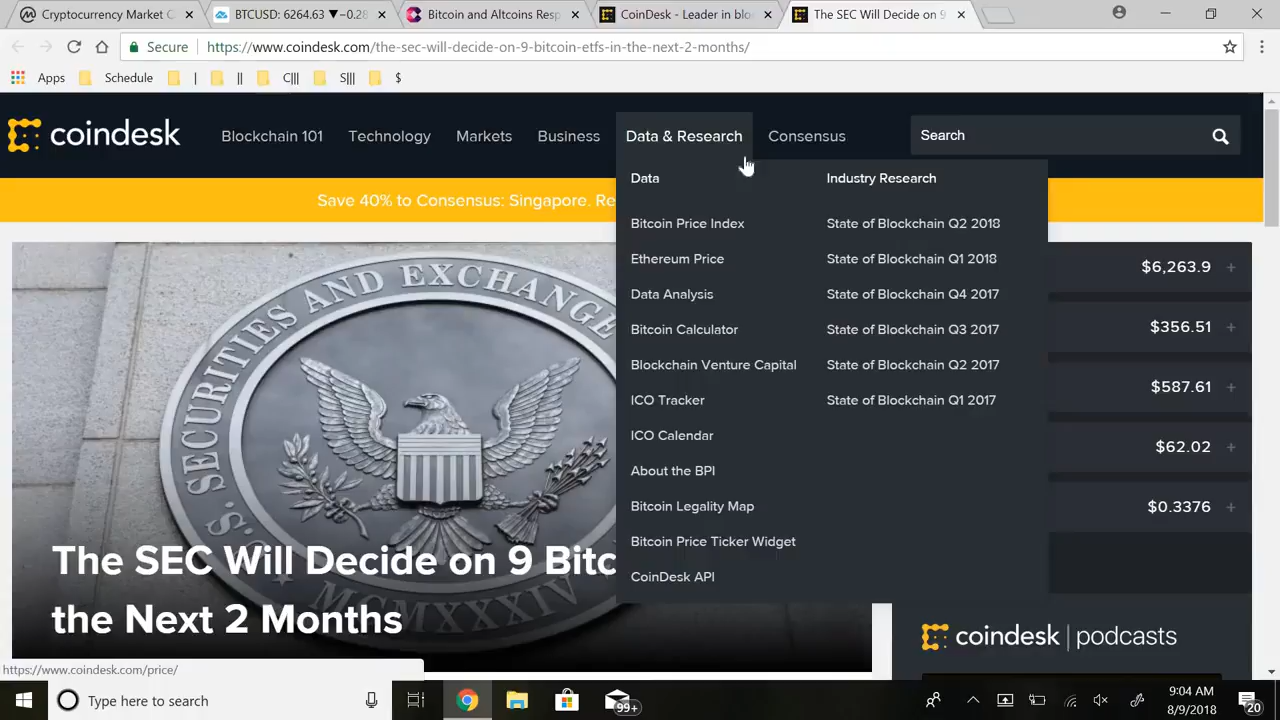 Cryptocurrency Market C
BTCUSD: 6264.63 ▼ 0.28
Bitcoin and Altcoins Resp
CoinDesk - Leader in blo
The SEC Will Decide on 9
Secure
https://www.coindesk.com/the-sec-will-decide-on-9-bitcoin-etfs-in-the-next-2-months/
Apps Schedule | || C||| S||| $
coindesk
Blockchain 101
Technology
Markets
Business
Data & Research
Consensus
Search
Save 40% to Consensus: Singapore. Re
Data
Bitcoin Price Index
Ethereum Price
Data Analysis
Bitcoin Calculator
Blockchain Venture Capital
ICO Tracker
ICO Calendar
About the BPI
Bitcoin Legality Map
Bitcoin Price Ticker Widget
CoinDesk API
Industry Research
State of Blockchain Q2 2018
State of Blockchain Q1 2018
State of Blockchain Q4 2017
State of Blockchain Q3 2017
State of Blockchain Q2 2017
State of Blockchain Q1 2017
$6,263.9 +
$356.51 +
$587.61 +
$62.02 +
$0.3376 +
U.S. SECURITIES AND EXCHANGE
MCMXXXIV
The SEC Will Decide on 9 Bitc
the Next 2 Months
coindesk | podcasts
https://www.coindesk.com/price/
Type here to search
99+
9:04 AM
8/9/2018
20